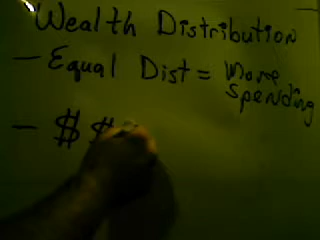 Wealth Distribution
- Equal Dist = More
Spending
- $ $